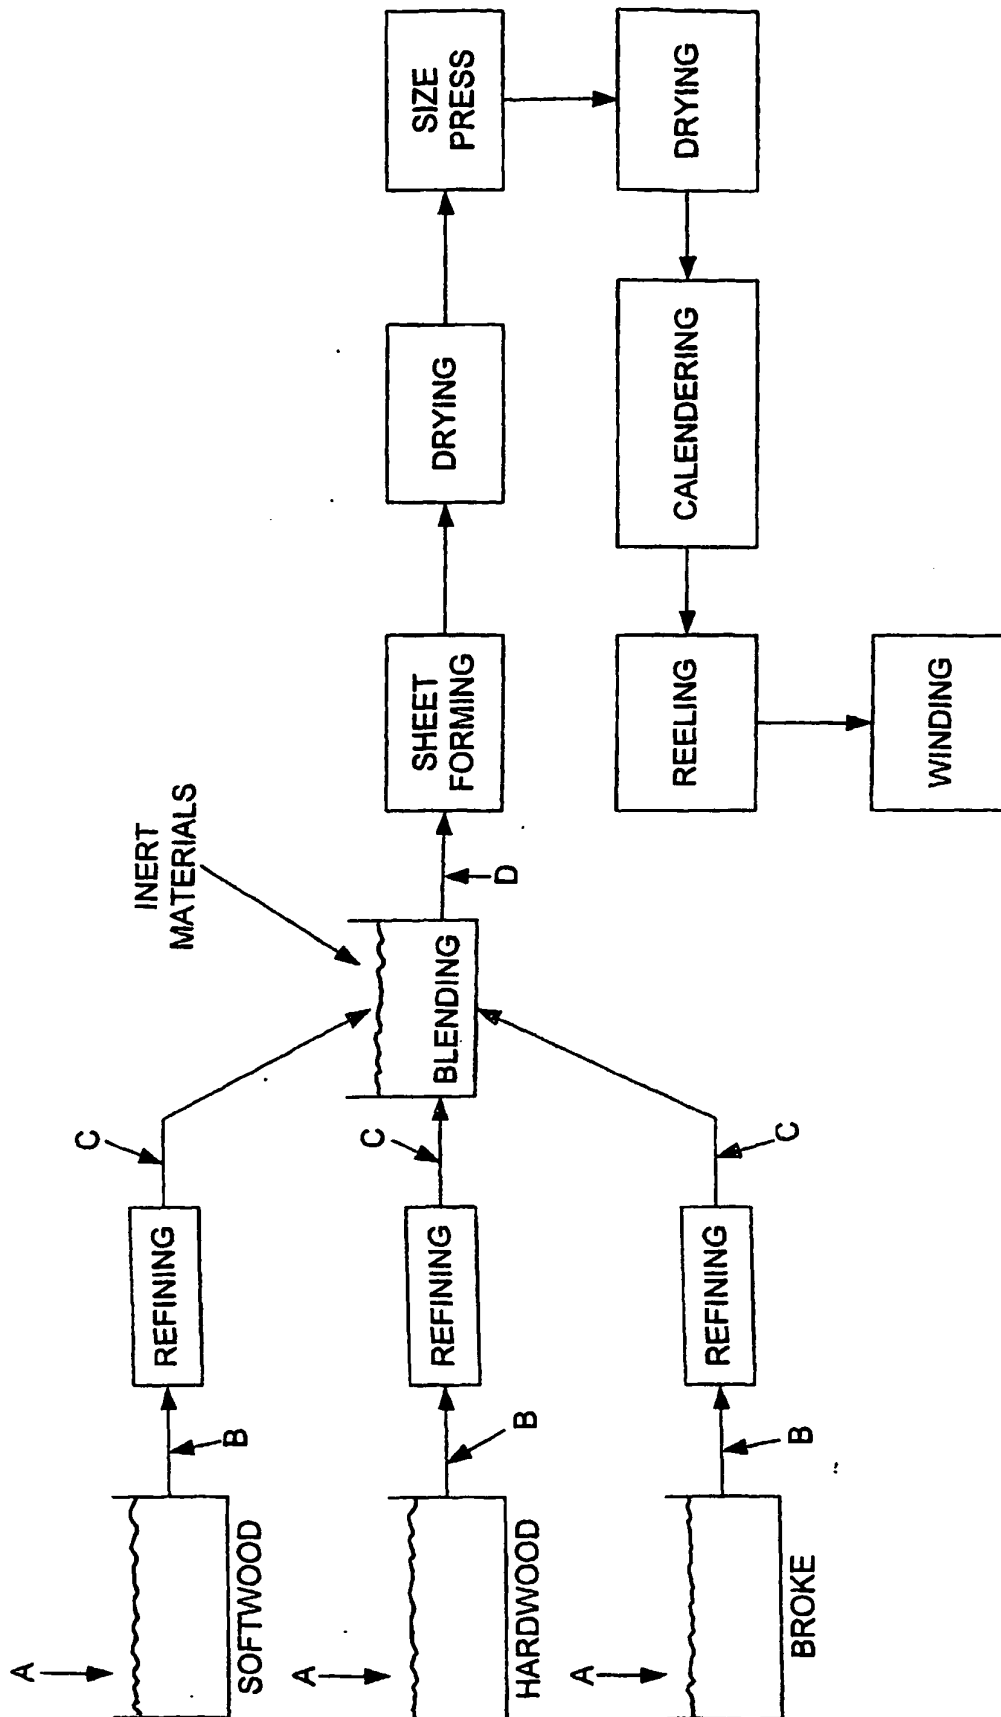 A
SOFTWOOD
B
REFINING
C
A
HARDWOOD
B
REFINING
C
A
BROKE
B
REFINING
C
INERT
MATERIALS
BLENDING
D
SHEET
FORMING
DRYING
SIZE
PRESS
DRYING
CALENDERING
REELING
WINDING